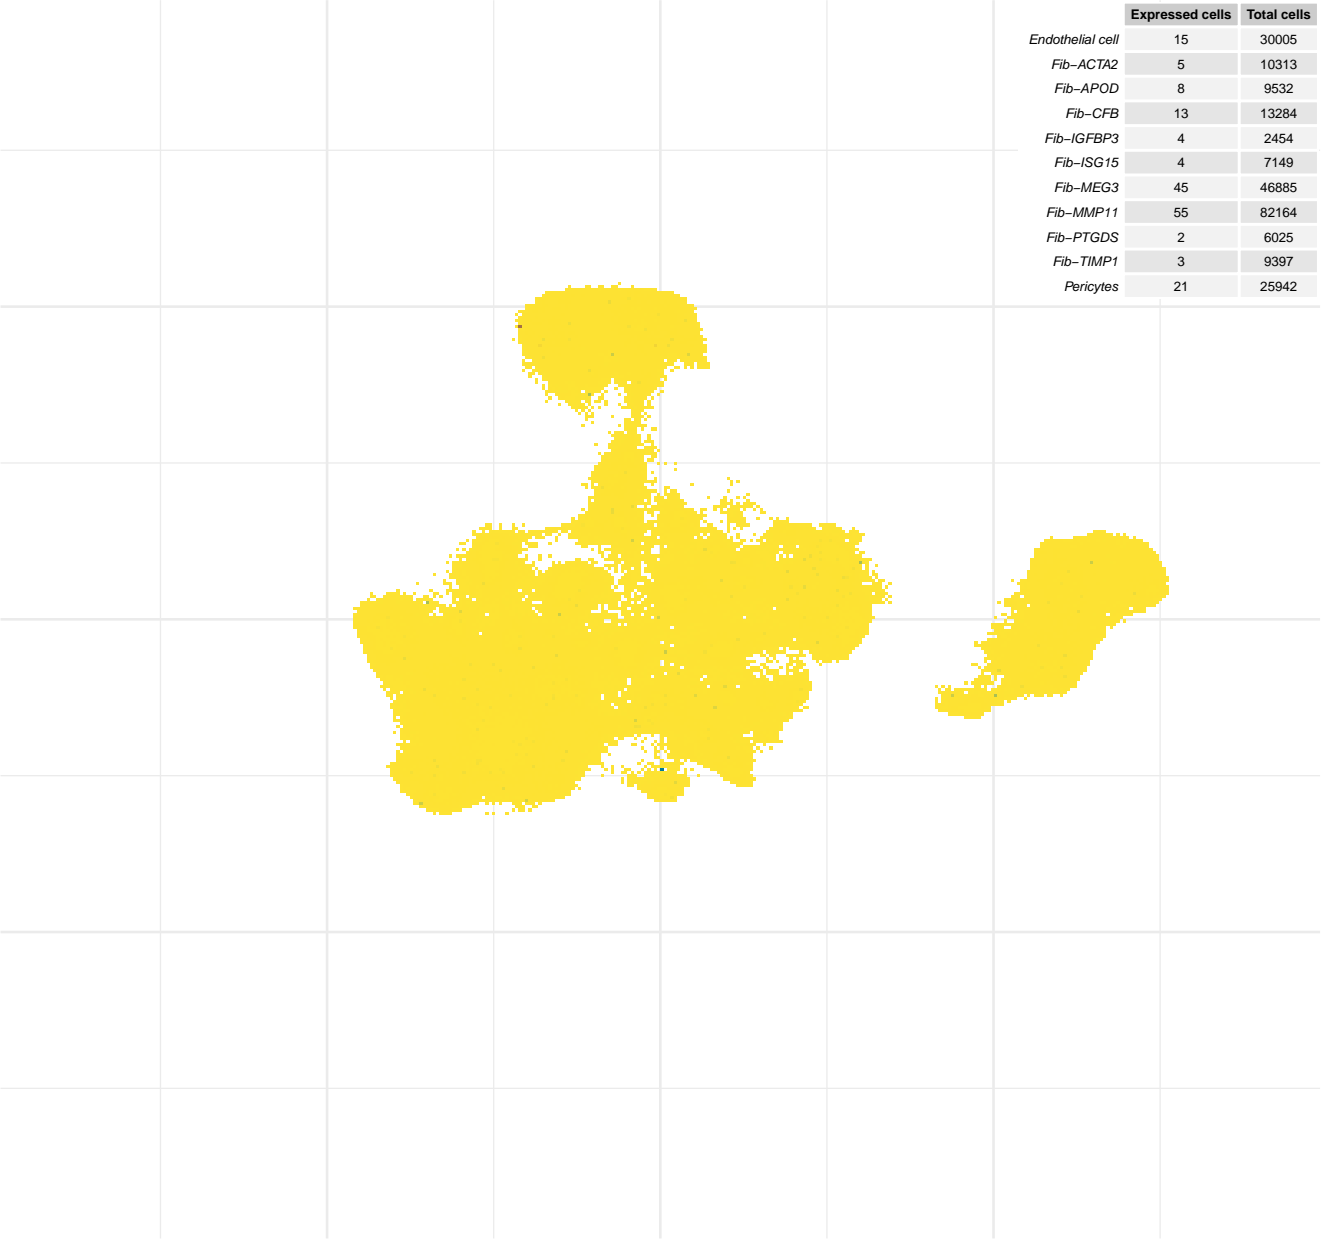 Expressed cells Total cells
Endothelial cell 15 30005
Fib−ACTA2 5 10313
Fib−APOD 8 9532
Fib−CFB 13 13284
Fib−IGFBP3 4 2454
Fib−ISG15 4 7149
Fib−MEG3 45 46885
Fib−MMP11 55 82164
Fib−PTGDS 2 6025
Fib−TIMP1 3 9397
Pericytes 21 25942